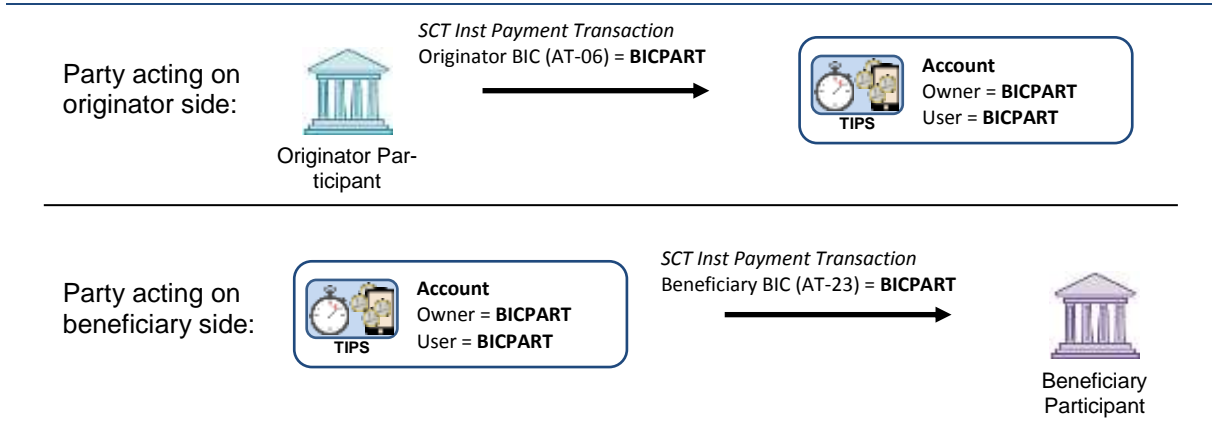 SCT Inst Payment Transaction
Originator BIC (AT-06) = BICPART
Party acting on
originator side:
Account
Owner = BICPART
User = BICPART
TIPS
Originator Par-
ticipant
SCT Inst Payment Transaction
Beneficiary BIC (AT-23) = BICPART
Party acting on
beneficiary side:
Account
Owner = BICPART
User = BICPART
TIPS
Beneficiary
Participant